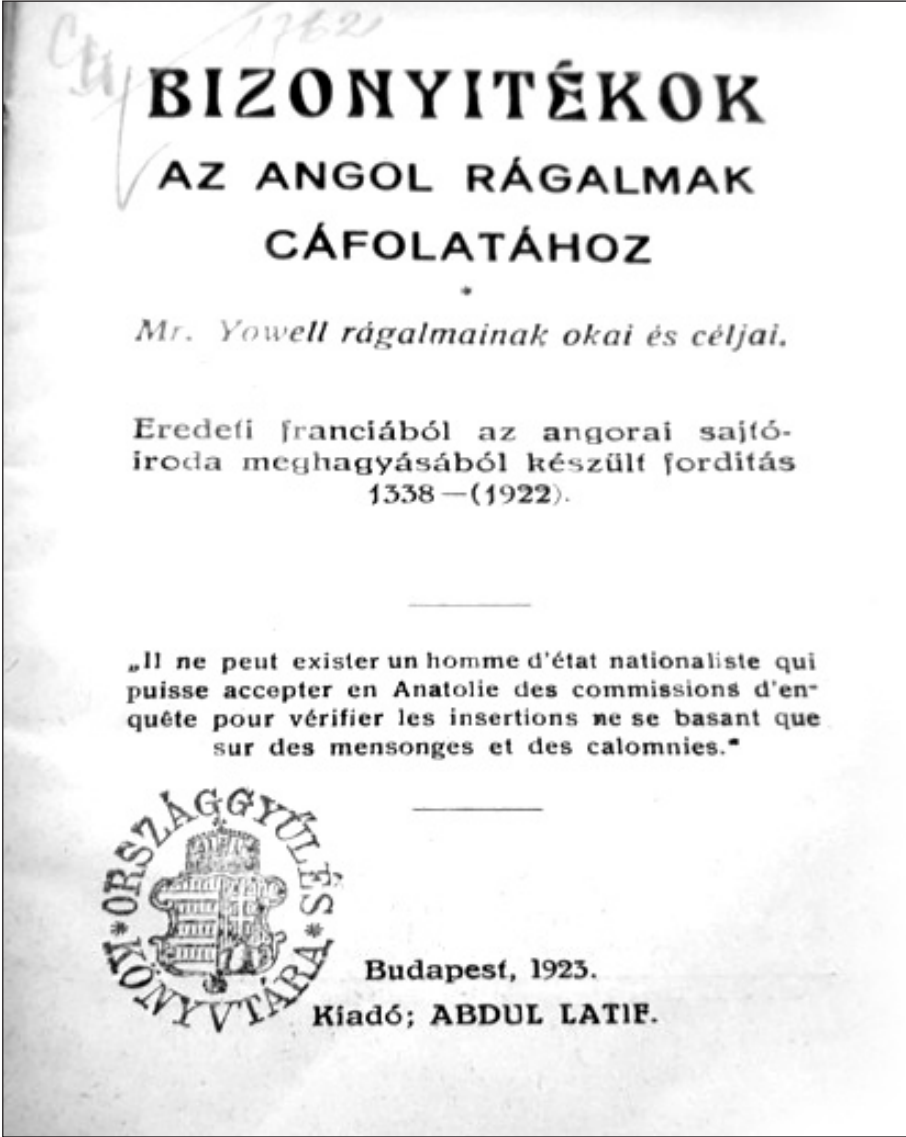 17621
BIZONYITÉKOK
AZ ANGOL RÁGALMAK
CÁFOLATÁHOZ
*
Mr. Yowell rágalmainak okai és céljai.
Eredeti franciából az angorai sajtó-
iroda meghagyásából készült forditás
1338—(1922).
„Il ne peut exister un homme d'état nationaliste qui
puisse accepter en Anatolie des commissions d'en-
quête pour vérifier les insertions ne se basant que
sur des mensonges et des calomnies."
* ORSZÁGGYŰLÉS * KÖNYVTÁRA
Budapest, 1923.
Kiadó; ABDUL LATIF.